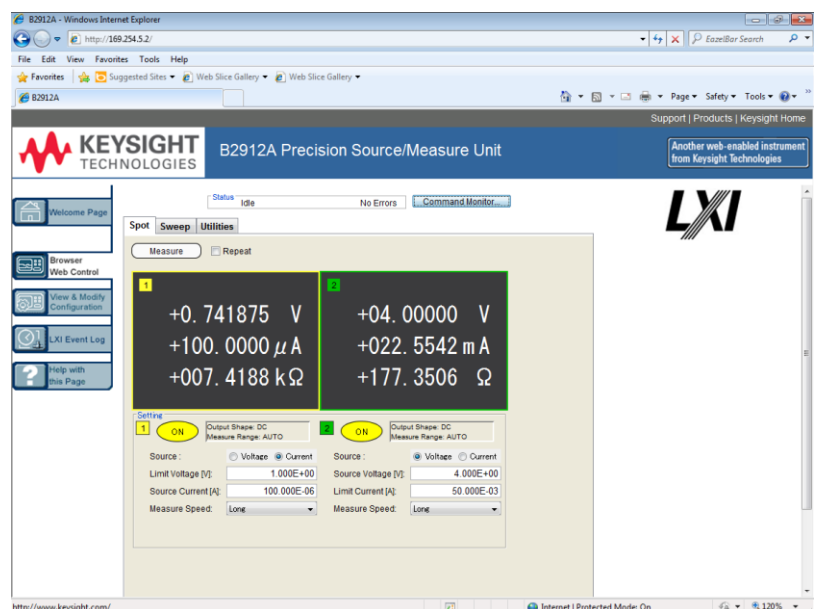 B2912A - Windows Internet Explorer
http://169.254.5.2/
EazelBar Search
File Edit View Favorites Tools Help
Favorites Suggested Sites Web Slice Gallery Web Slice Gallery
B2912A
Page Safety Tools
Support | Products | Keysight Home
KEYSIGHT
TECHNOLOGIES
B2912A Precision Source/Measure Unit
Another web-enabled instrument
from Keysight Technologies
Welcome Page
Status
Idle No Errors
Command Monitor...
LXI
Spot Sweep Utilities
Measure Repeat
Browser
Web Control
View & Modify
Configuration
LXI Event Log
Help with
this Page
1
+0.741875 V
+100.0000 μA
+007.4188 kΩ
2
+04.00000 V
+022.5542 mA
+177.3506 Ω
Setting
1 ON
Output Shape: DC
Measure Range: AUTO
Source : Voltage Current
Limit Voltage [V]: 1.000E+00
Source Current [A]: 100.000E-06
Measure Speed: Long
2 ON
Output Shape: DC
Measure Range: AUTO
Source : Voltage Current
Source Voltage [V]: 4.000E+00
Limit Current [A]: 50.000E-03
Measure Speed: Long
http://www.keysight.com/
Internet | Protected Mode: On
120%